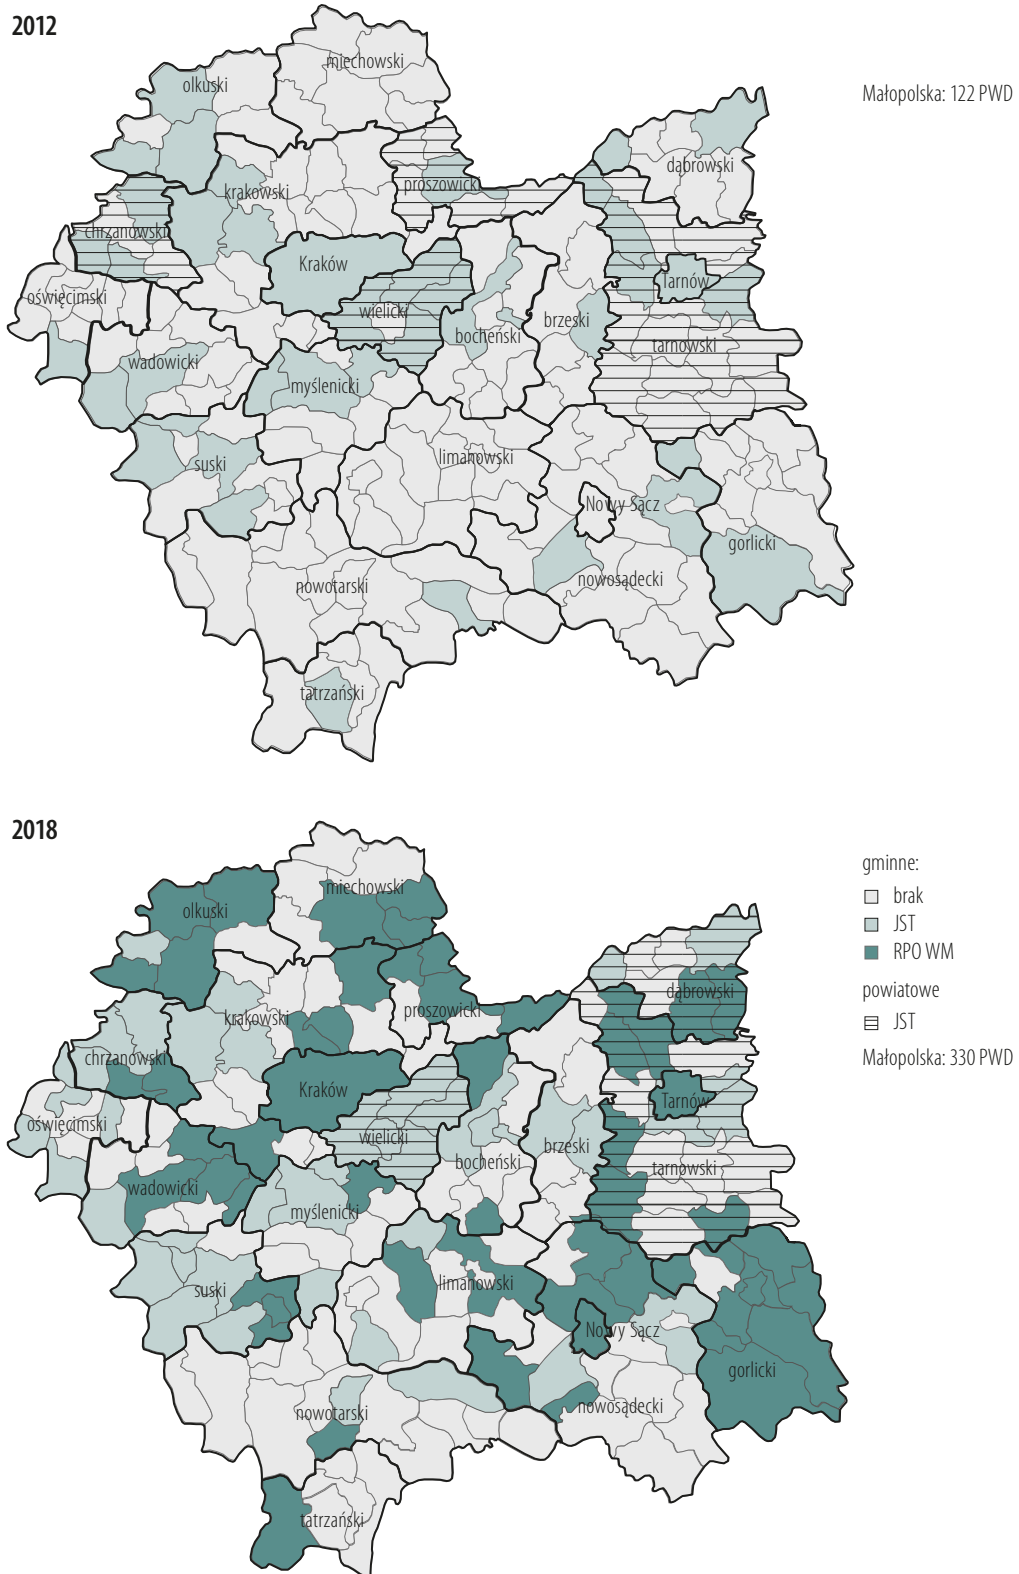 2012
Małopolska: 122 PWD
miechowski
olkuski
dąbrowski
proszowicki
krakowski
chrzanowski
Kraków
Tarnów
oświęcimski
wielicki
brzeski
bocheński
tarnowski
wadowicki
myślenicki
limanowski
suski
Nowy Sącz
gorlicki
nowosądecki
nowotarski
tatrzański
2018
gminne:
brak
JST
RPO WM
powiatowe
JST
Małopolska: 330 PWD
miechowski
olkuski
dąbrowski
proszowicki
krakowski
chrzanowski
Kraków
Tarnów
oświęcimski
wielicki
brzeski
bocheński
tarnowski
wadowicki
myślenicki
limanowski
suski
Nowy Sącz
gorlicki
nowosądecki
nowotarski
tatrzański